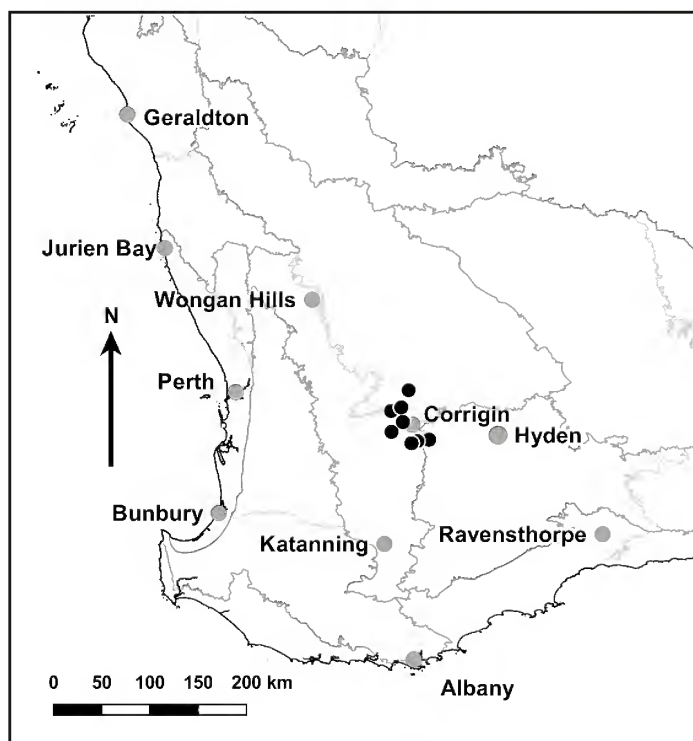 Geraldton
Jurien Bay
Wongan Hills
N
Perth
Corrigin
Hyden
Bunbury
Katanning
Ravensthorpe
0 50 100 150 200 km
Albany